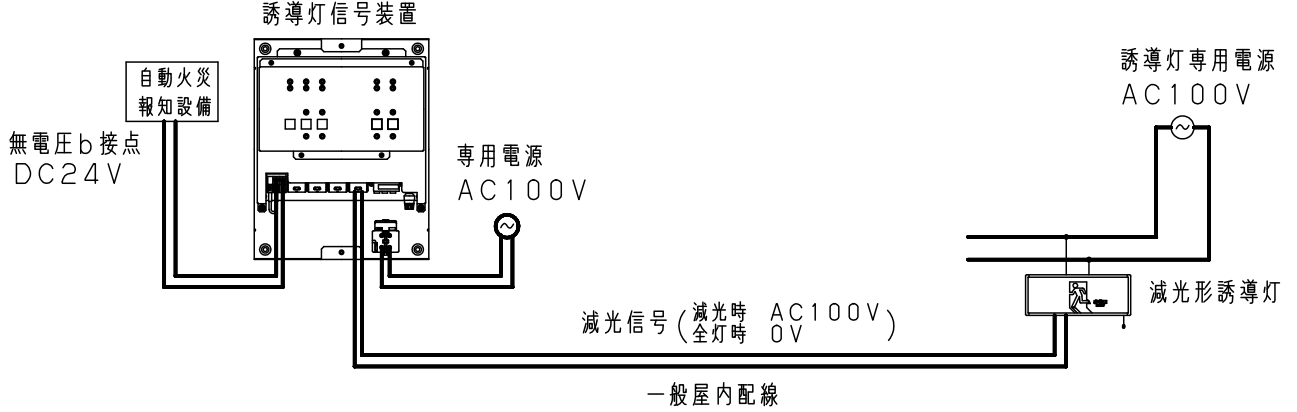 誘導灯信号装置
自動火災
報知設備
無電圧b接点
DC24V
専用電源
AC100V
誘導灯専用電源
AC100V
減光形誘導灯
減光信号(減光時 AC100V
全灯時 0V)
一般屋内配線